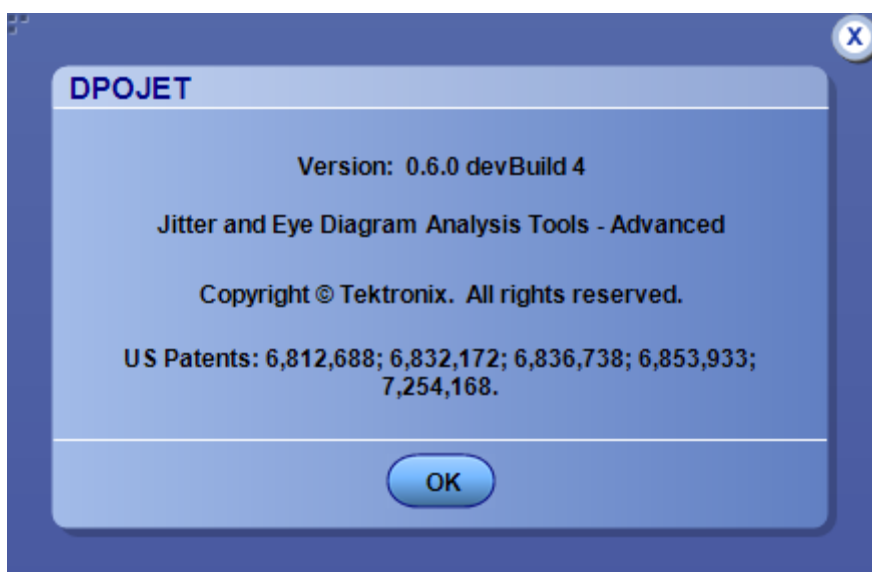 X
DPOJET
Version: 0.6.0 devBuild 4
Jitter and Eye Diagram Analysis Tools - Advanced
Copyright © Tektronix. All rights reserved.
US Patents: 6,812,688; 6,832,172; 6,836,738; 6,853,933;
7,254,168.
OK